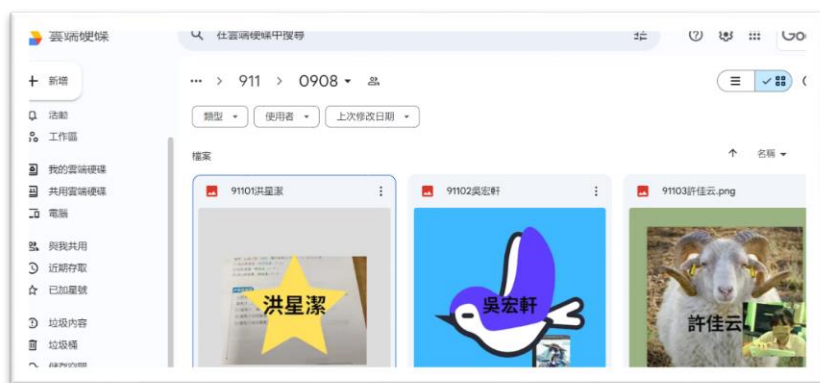 雲端硬碟
在雲端硬碟中搜尋
新增
911 > 0908
類型
使用者
上次修改日期
活動
工作區
檔案
名稱
我的雲端硬碟
共用雲端硬碟
電腦
與我共用
近期存取
已加星號
垃圾內容
垃圾桶
儲存空間
91101洪星潔
91102吳宏軒
91103許佳云.png
洪星潔
吳宏軒
許佳云